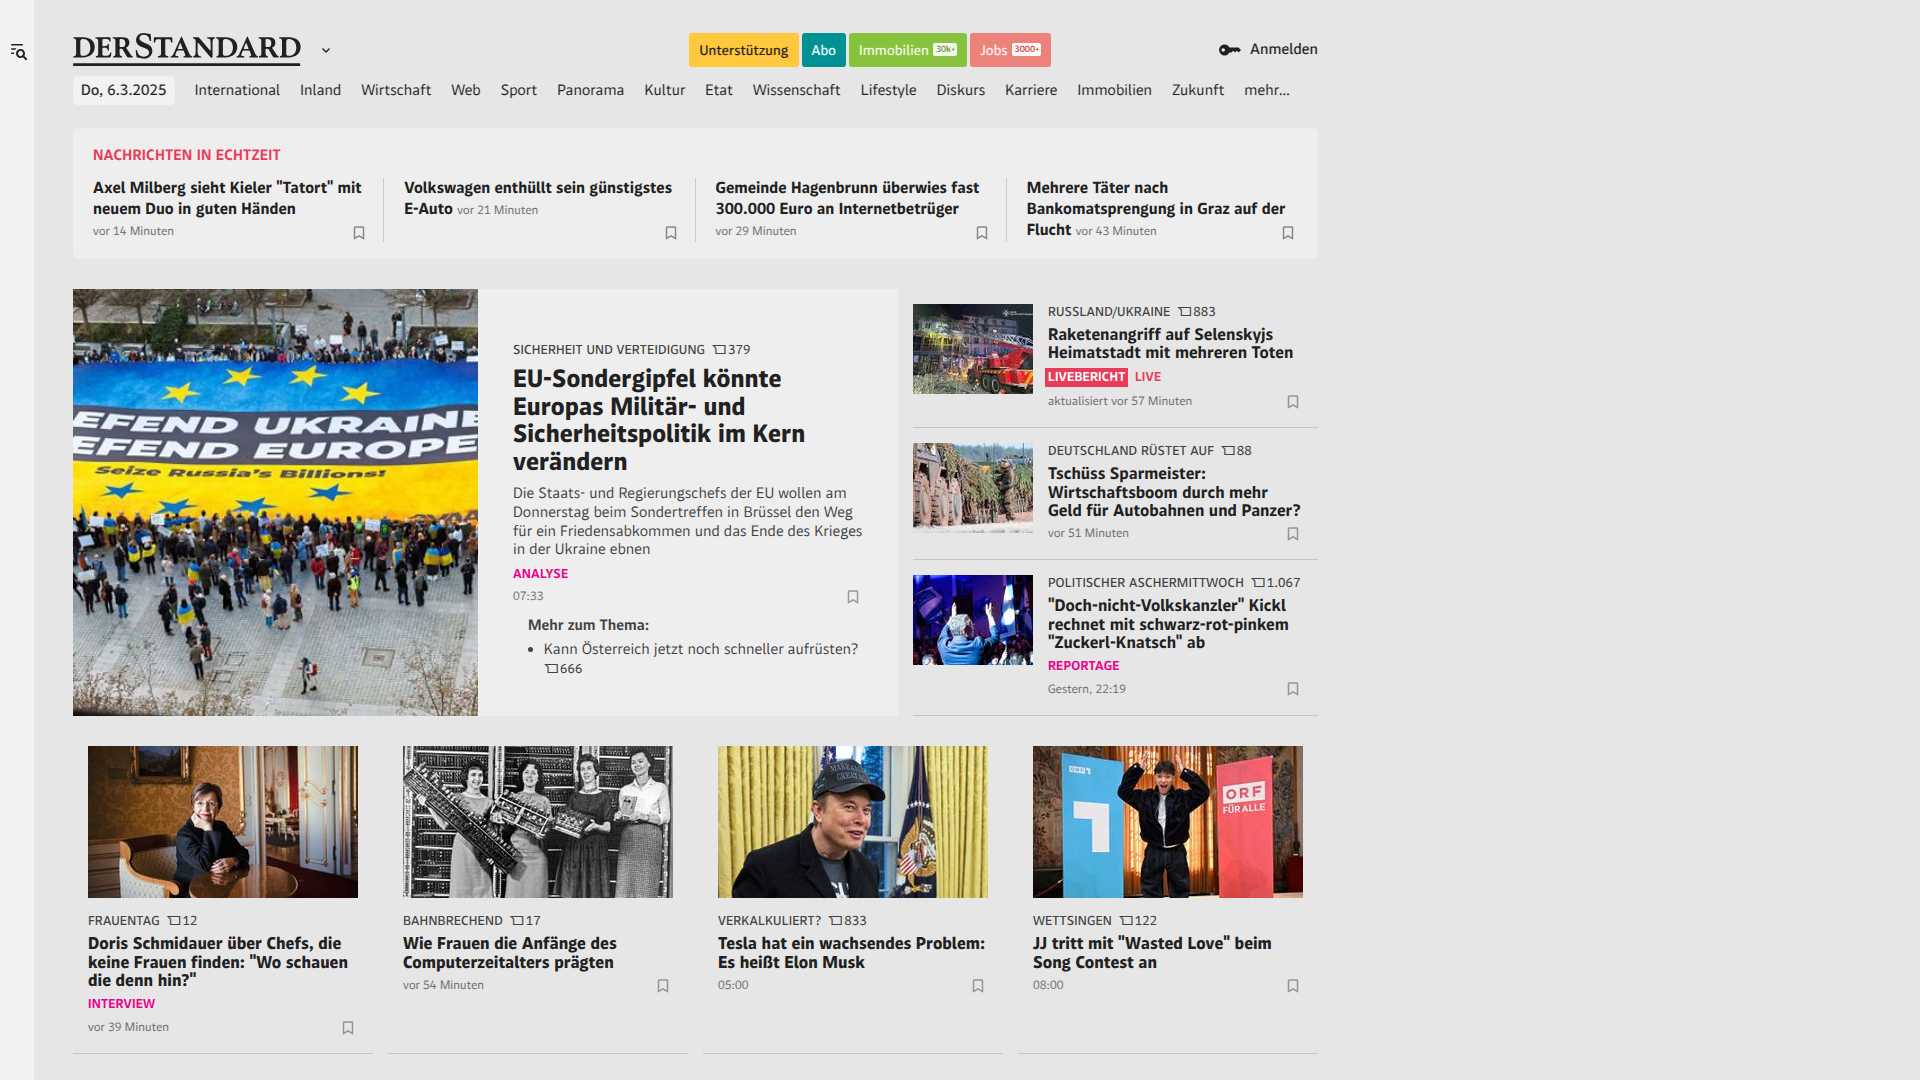 DERSTANDARD
Unterstützung
Abo
Immobilien 30k+
Jobs 3000+
Anmelden
Do, 6.3.2025
International
Inland
Wirtschaft
Web
Sport
Panorama
Kultur
Etat
Wissenschaft
Lifestyle
Diskurs
Karriere
Immobilien
Zukunft
mehr...
NACHRICHTEN IN ECHTZEIT
Axel Milberg sieht Kieler "Tatort" mit
neuem Duo in guten Händen
vor 14 Minuten
Volkswagen enthüllt sein günstigstes
E-Auto vor 21 Minuten
Gemeinde Hagenbrunn überwies fast
300.000 Euro an Internetbetrüger
vor 29 Minuten
Mehrere Täter nach
Bankomatsprengung in Graz auf der
Flucht vor 43 Minuten
EFEND UKRAINE
EFEND EUROPE
Seize Russia's Billions!
SICHERHEIT UND VERTEIDIGUNG 379
EU-Sondergipfel könnte
Europas Militär- und
Sicherheitspolitik im Kern
verändern
Die Staats- und Regierungschefs der EU wollen am
Donnerstag beim Sondertreffen in Brüssel den Weg
für ein Friedensabkommen und das Ende des Krieges
in der Ukraine ebnen
ANALYSE
07:33
Mehr zum Thema:
• Kann Österreich jetzt noch schneller aufrüsten?
666
RUSSLAND/UKRAINE 883
Raketenangriff auf Selenskyjs
Heimatstadt mit mehreren Toten
LIVEBERICHT LIVE
aktualisiert vor 57 Minuten
DEUTSCHLAND RÜSTET AUF 88
Tschüss Sparmeister:
Wirtschaftsboom durch mehr
Geld für Autobahnen und Panzer?
vor 51 Minuten
POLITISCHER ASCHERMITTWOCH 1.067
"Doch-nicht-Volkskanzler" Kickl
rechnet mit schwarz-rot-pinkem
"Zuckerl-Knatsch" ab
REPORTAGE
Gestern, 22:19
FRAUENTAG 12
Doris Schmidauer über Chefs, die
keine Frauen finden: "Wo schauen
die denn hin?"
INTERVIEW
vor 39 Minuten
BAHNBRECHEND 17
Wie Frauen die Anfänge des
Computerzeitalters prägten
vor 54 Minuten
VERKALKULIERT? 833
Tesla hat ein wachsendes Problem:
Es heißt Elon Musk
05:00
ORF 1
1
ORF
FÜR ALLE
WETTSINGEN 122
JJ tritt mit "Wasted Love" beim
Song Contest an
08:00